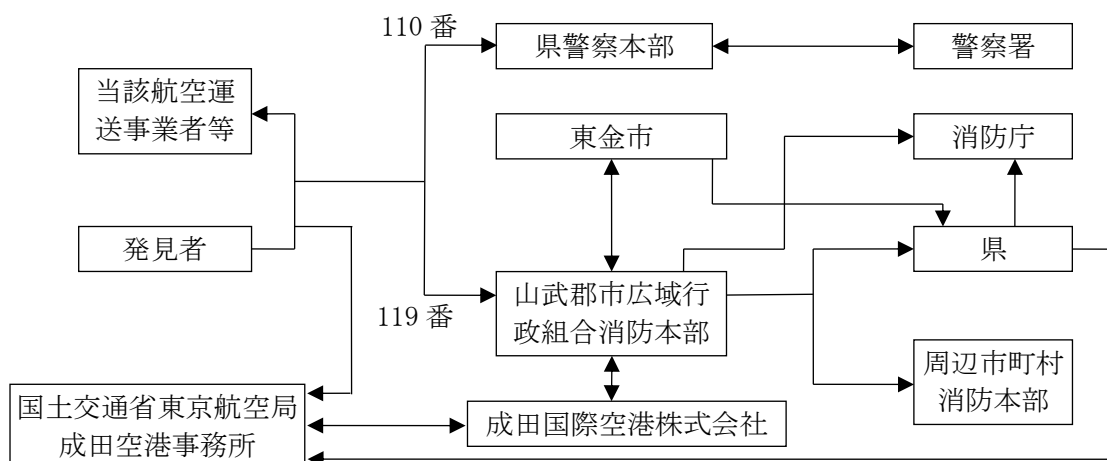 110 番
県警察本部
警察署
当該航空運
送事業者等
東金市
消防庁
発見者
県
山武郡市広域行
政組合消防本部
119 番
周辺市町村
消防本部
国土交通省東京航空局
成田空港事務所
成田国際空港株式会社